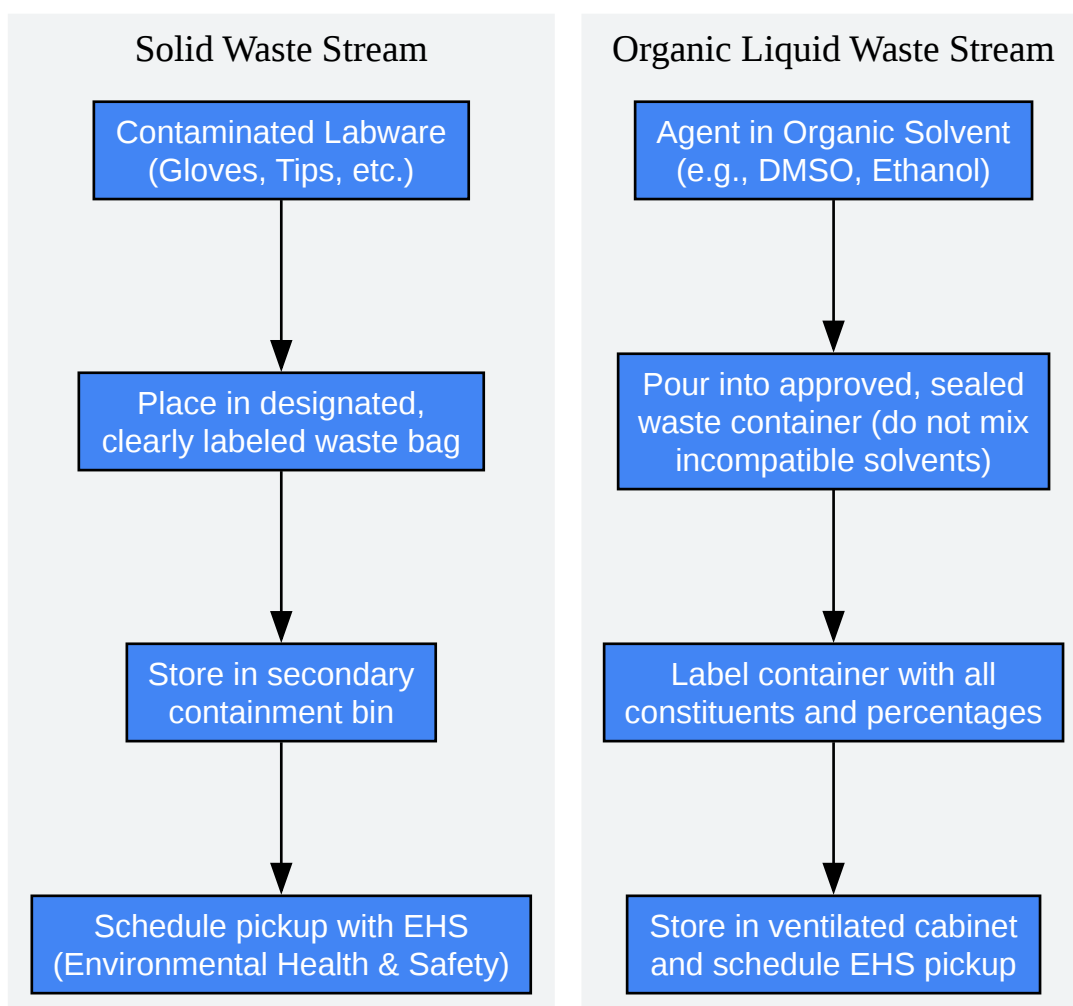 Solid Waste Stream
Contaminated Labware
(Gloves, Tips, etc.)
Place in designated,
clearly labeled waste bag
Store in secondary
containment bin
Schedule pickup with EHS
(Environmental Health & Safety)
Organic Liquid Waste Stream
Agent in Organic Solvent
(e.g., DMSO, Ethanol)
Pour into approved, sealed
waste container (do not mix
incompatible solvents)
Label container with all
constituents and percentages
Store in ventilated cabinet
and schedule EHS pickup